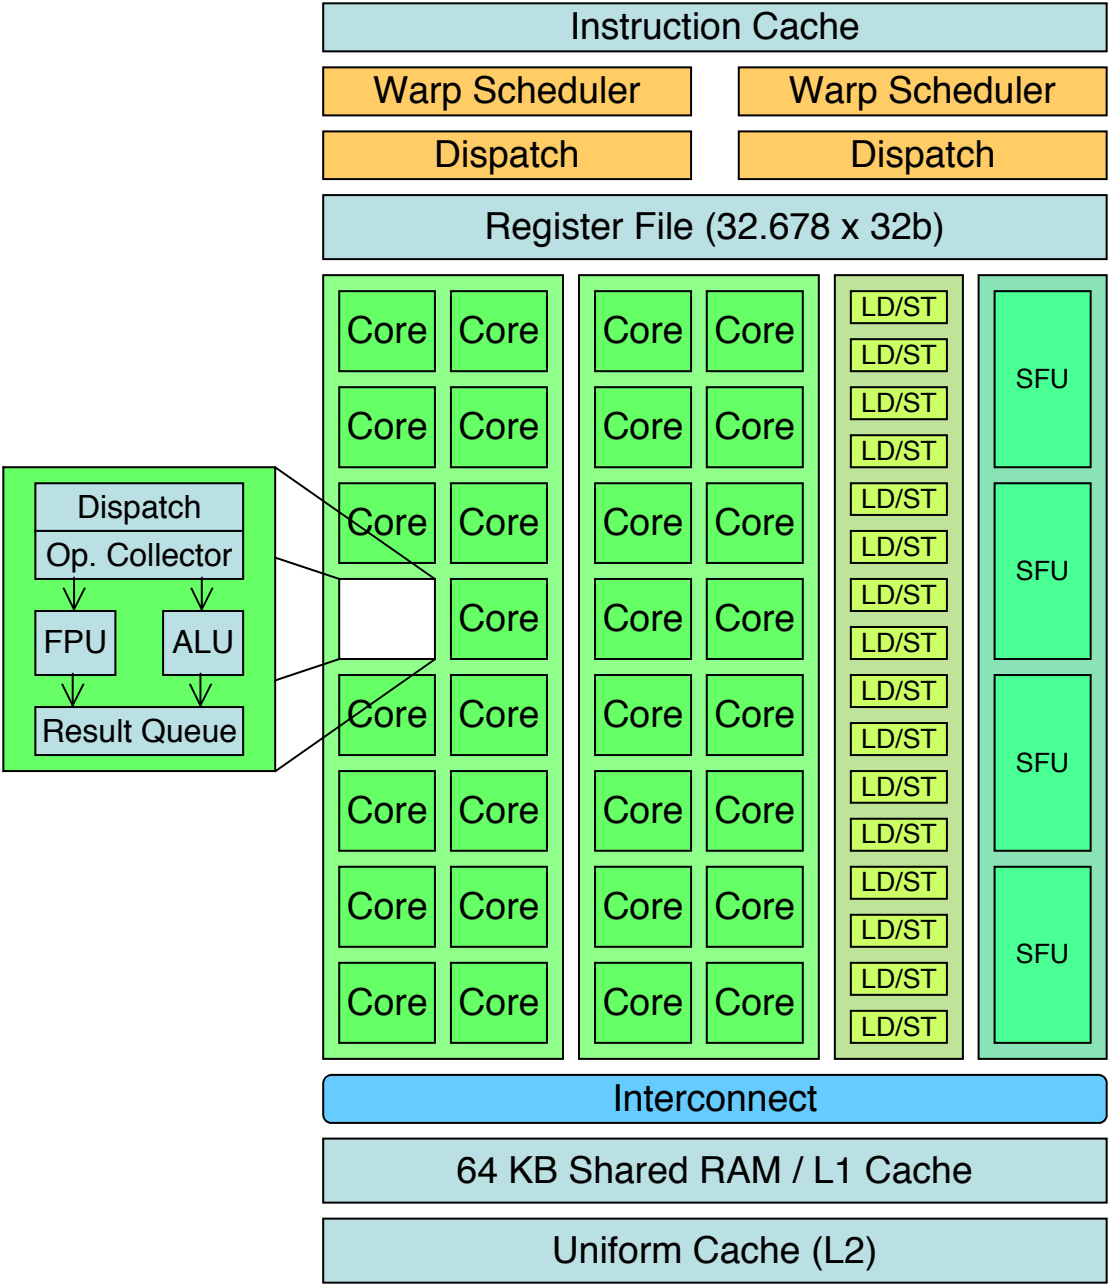 Instruction Cache
Warp Scheduler Warp Scheduler
Dispatch Dispatch
Register File (32.678 x 32b)
Core Core Core Core LD/ST SFU
LD/ST
Core Core Core Core LD/ST
LD/ST
Core Core Core Core LD/ST SFU
LD/ST
Core Core Core LD/ST
LD/ST
Core Core Core Core LD/ST SFU
LD/ST
Core Core Core Core LD/ST
LD/ST
Core Core Core Core LD/ST SFU
LD/ST
Core Core Core Core LD/ST
LD/ST
Dispatch
Op. Collector
FPU ALU
Result Queue
Interconnect
64 KB Shared RAM / L1 Cache
Uniform Cache (L2)